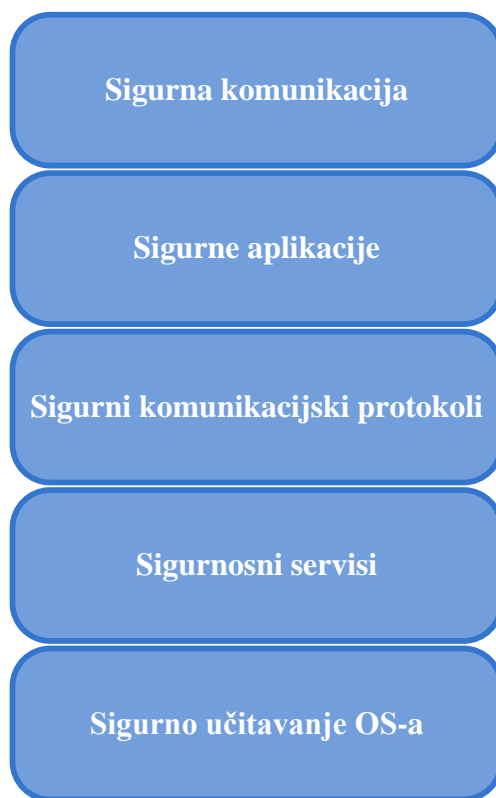 Sigurna komunikacija
Sigurne aplikacije
Sigurni komunikacijski protokoli
Sigurnosni servisi
Sigurno učitavanje OS-a